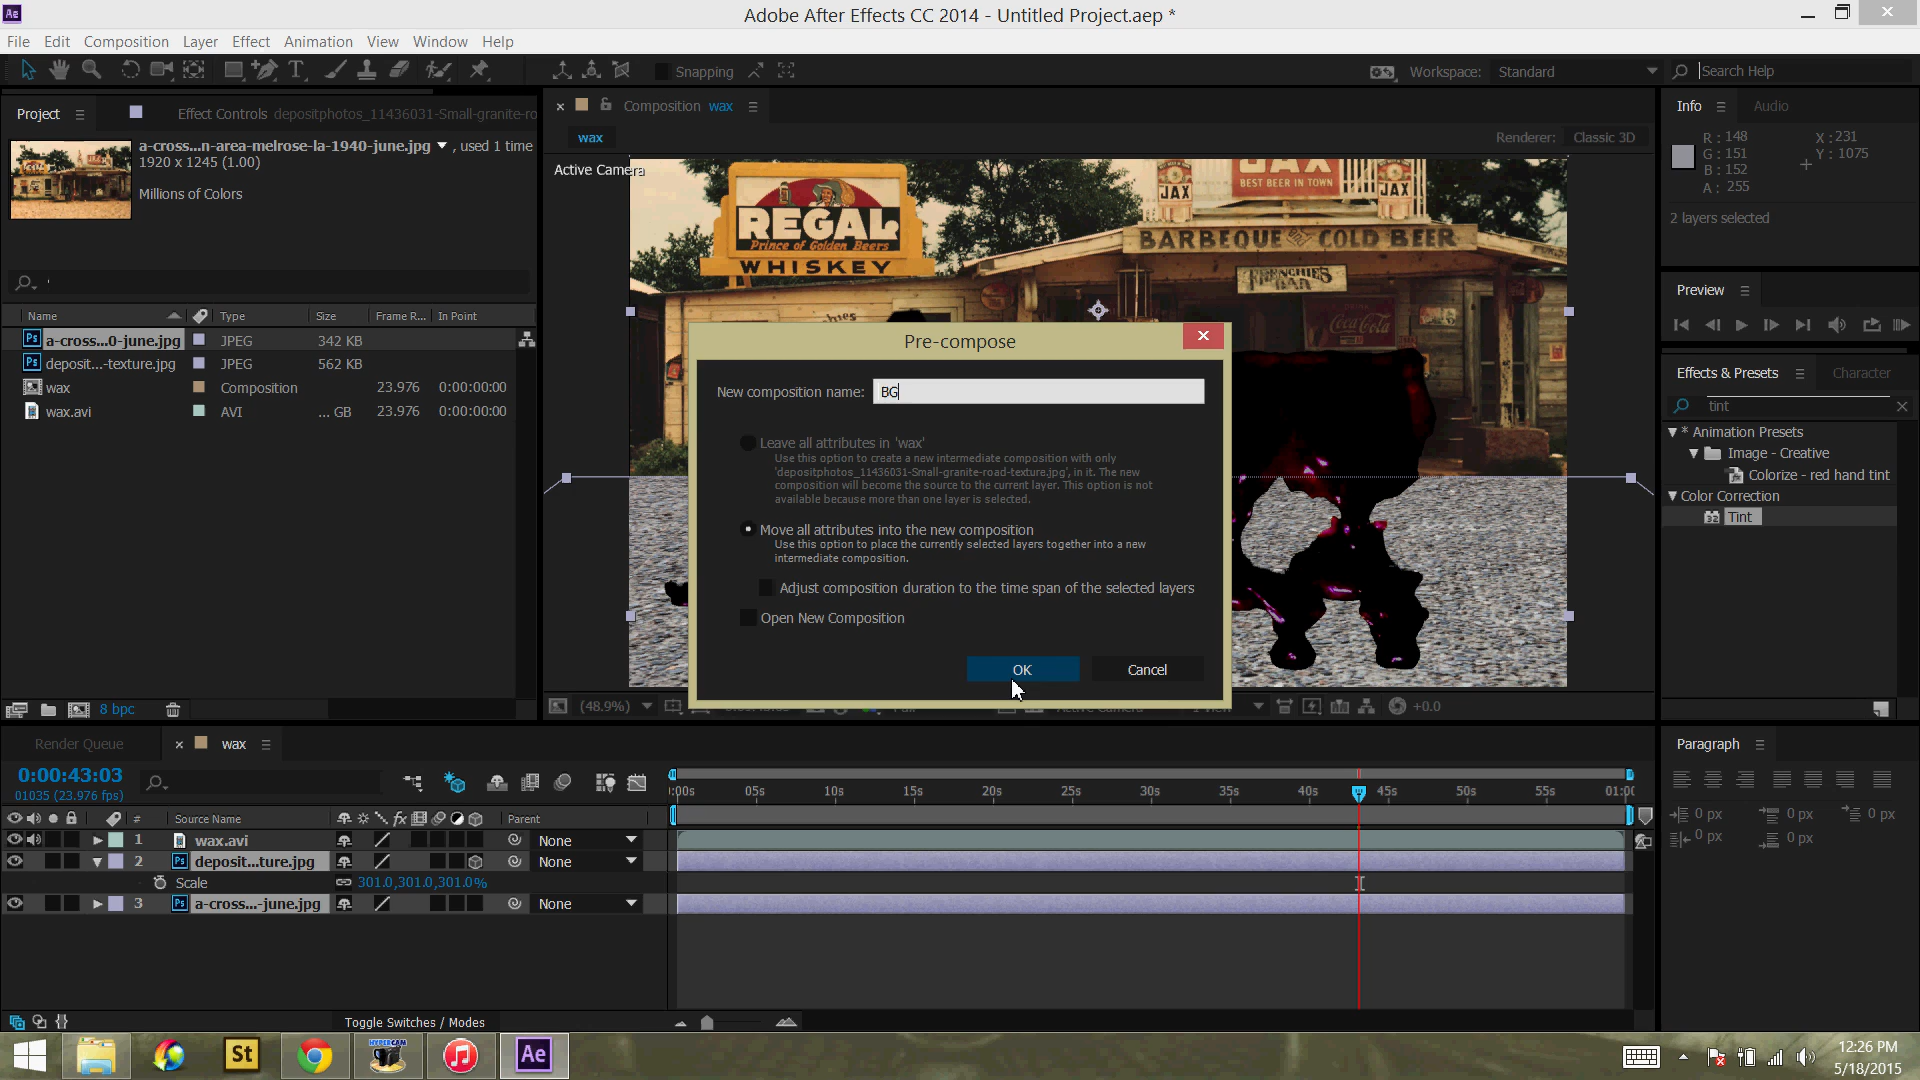 Ae
Adobe After Effects CC 2014 - Untitled Project.aep *
File Edit Composition Layer Effect Animation View Window Help
Snapping
Workspace: Standard
Search Help
Project
Effect Controls depositphotos_11436031-Small-granite-ro
Composition wax
Info
Audio
a-cross...n-area-melrose-la-1940-june.jpg , used 1 time
1920 x 1245 (1.00)
Millions of Colors
wax
Renderer: Classic 3D
R: 148
G: 151
B: 152
A: 255
X: 231
Y: 1075
2 layers selected
Active Camera
REGAL
Prince of Golden Beers
WHISKEY
JAX
JAX
BEST BEER IN TOWN
JAX
BARBEQUE and COLD BEER
FRENCHIE'S
BAR
Coca-Cola
Preview
Name Type Size Frame R... In Point
a-cross...0-june.jpg JPEG 342 KB
deposit...-texture.jpg JPEG 562 KB
wax Composition 23.976 0:00:00:00
wax.avi AVI ... GB 23.976 0:00:00:00
Pre-compose
New composition name: BG
Leave all attributes in 'wax'
Use this option to create a new intermediate composition with only
'depositphotos_11436031-Small-granite-road-texture.jpg', in it. The new
composition will become the source to the current layer. This option is not
available because more than one layer is selected.
Move all attributes into the new composition
Use this option to place the currently selected layers together into a new
intermediate composition.
Adjust composition duration to the time span of the selected layers
Open New Composition
OK
Cancel
Effects & Presets
Character
tint
* Animation Presets
Image - Creative
Colorize - red hand tint
Color Correction
32 Tint
8 bpc
(48.9%)
+0.0
Render Queue
wax
Paragraph
0:00:43:03
01035 (23.976 fps)
:00s 05s 10s 15s 20s 25s 30s 35s 40s 45s 50s 55s 01:0
# Source Name fx Parent
1 wax.avi None
2 Ps deposit...ture.jpg None
Scale 301.0,301.0,301.0%
3 Ps a-cross...-june.jpg None
0 px 0 px 0 px
0 px 0 px
Toggle Switches / Modes
St
HYPERCAM
Ae
12:26 PM
5/18/2015